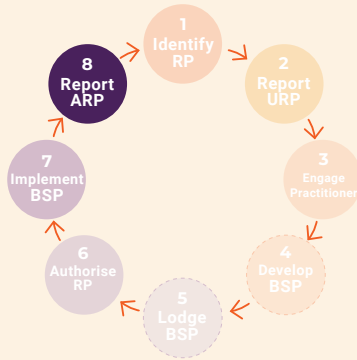 1
Identify
RP
2
Report
URP
3
Engage
Practitioner
4
Develop
BSP
5
Lodge
BSP
6
Authorise
RP
7
Implement
BSP
8
Report
ARP